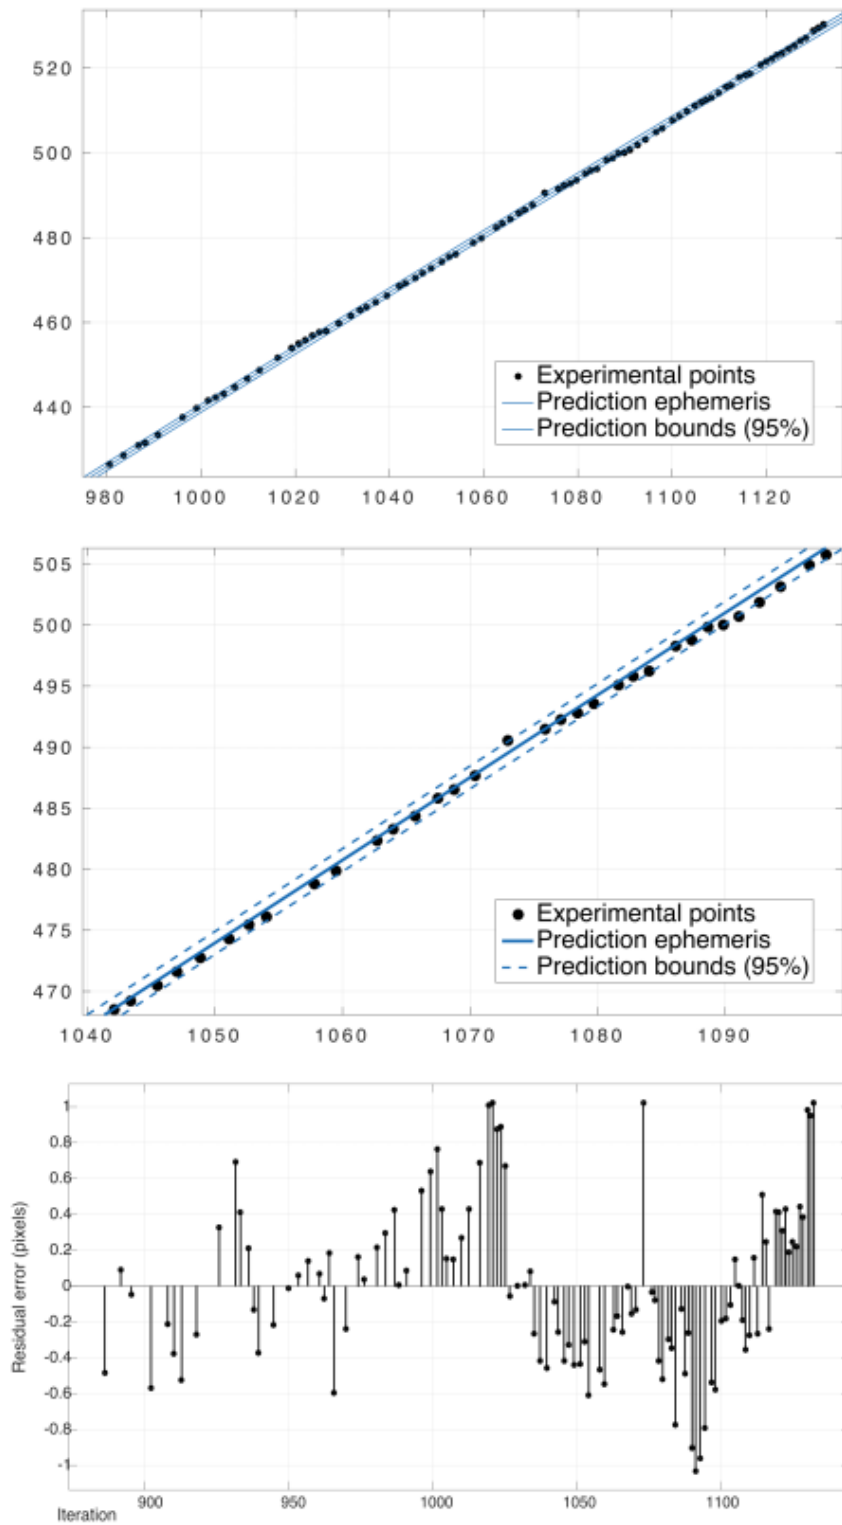 520
500
480
460
440
Experimental points
Prediction ephemeris
Prediction bounds (95%)
980 1000 1020 1040 1060 1080 1100 1120
505
500
495
490
485
480
475
470
Experimental points
Prediction ephemeris
Prediction bounds (95%)
1040 1050 1060 1070 1080 1090
Residual error (pixels)
1
0.8
0.6
0.4
0.2
0
-0.2
-0.4
-0.6
-0.8
-1
900 950 1000 1050 1100
Iteration